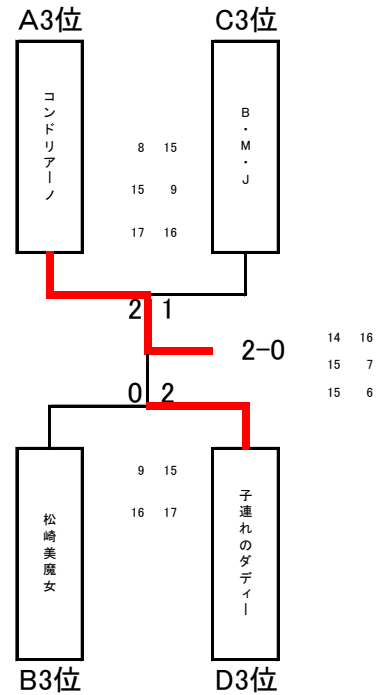 A3位 C3位
コンドリアーノ
B・M・J
8 15
15 9
17 16
2 1
2-0
14 16
15 7
15 6
0 2
9 15
16 17
松崎美魔女
子連れのダディー
B3位 D3位